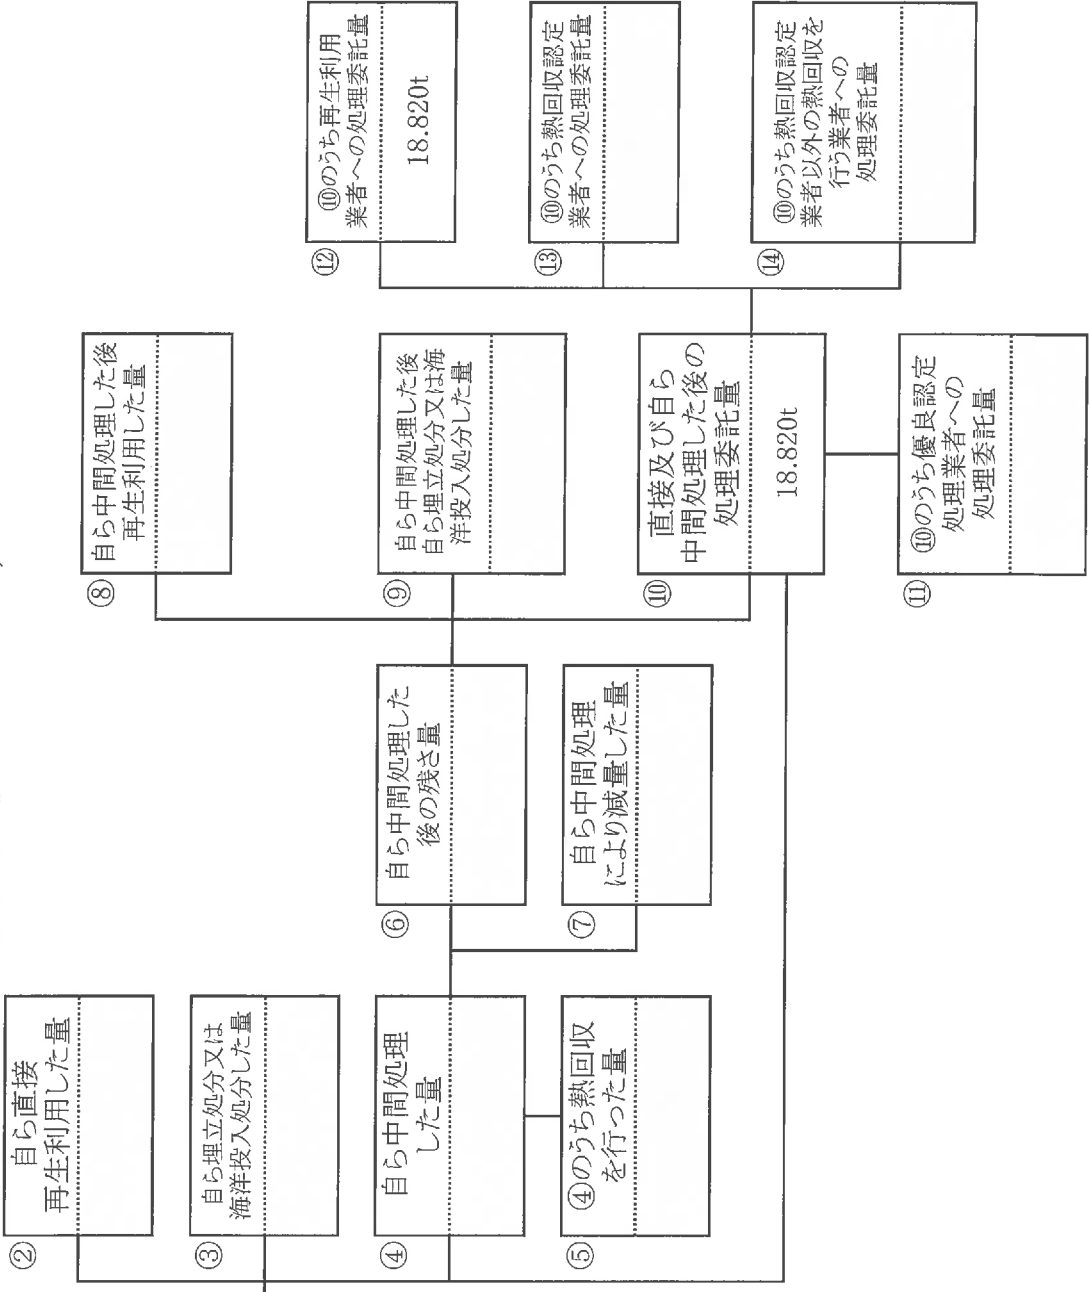 ②
自ら直接
再生利用した量
③
自ら埋立処分又は
海洋投入処分した量
④
自ら中間処理
した量
⑤
④のうち熱回収
を行った量
⑥
自ら中間処理した
後の残さ量
⑦
自ら中間処理
により減量した量
⑧
自ら中間処理した後
再生利用した量
⑨
自ら中間処理した後
自ら埋立処分又は海
洋投入処分した量
⑩
直接及び自ら
中間処理した後の
処理委託量
18.820t
⑪
⑩のうち優良認定
処理業者への
処理委託量
⑫
⑩のうち再生利用
業者への処理委託量
18.820t
⑬
⑩のうち熱回収認定
業者への処理委託量
⑭
⑩のうち熱回収認定
業者以外の熱回収を
行う業者への
処理委託量